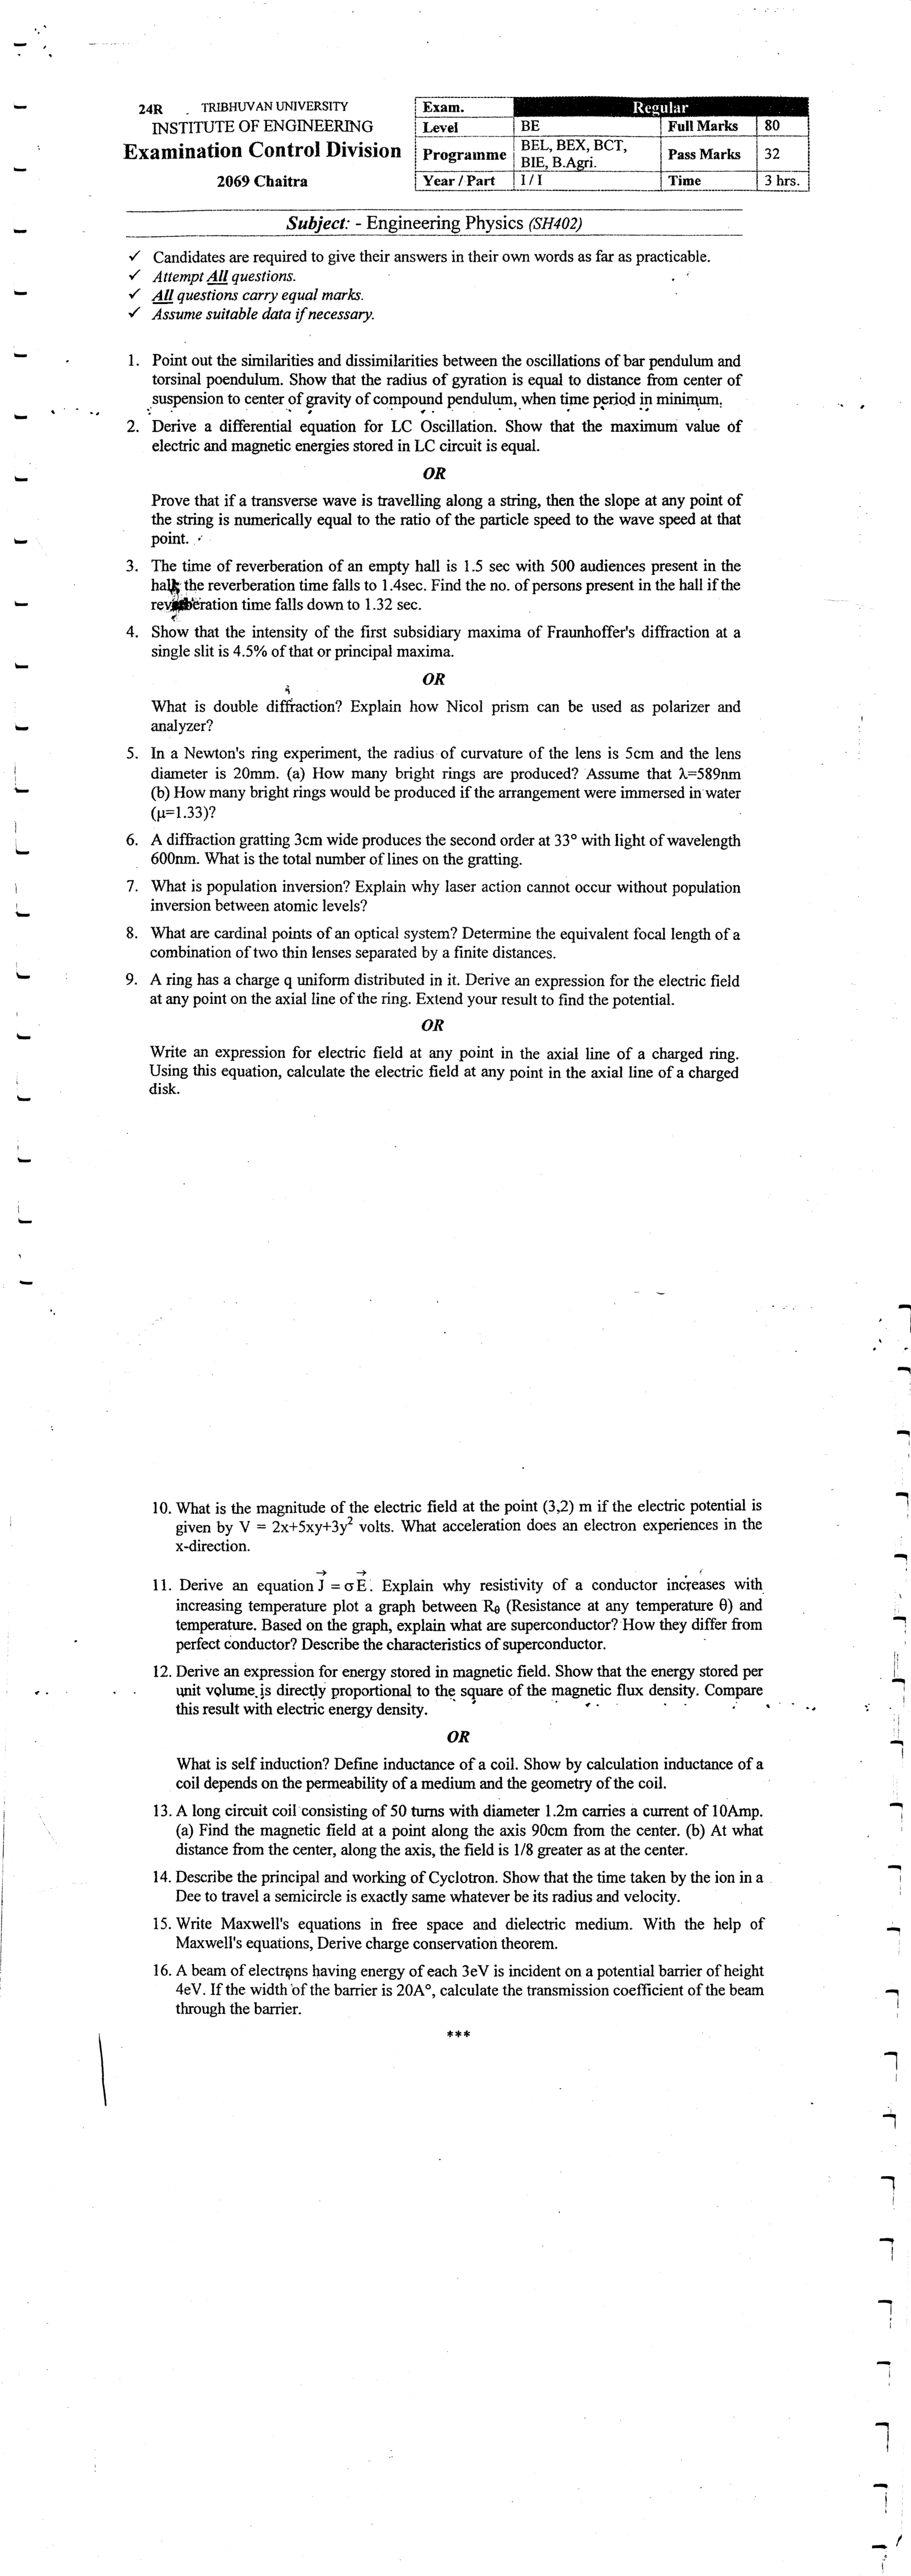 24R TRIBHUVAN UNIVERSITY
INSTITUTE OF ENGINEERING
Examination Control Division
2069 Chaitra
Exam. Regular
Level BE Full Marks 80
Programme BEL, BEX, BCT, BIE, B.Agri. Pass Marks 32
Year / Part I / I Time 3 hrs.
Subject: - Engineering Physics (SH402)
✓ Candidates are required to give their answers in their own words as far as practicable.
✓ Attempt All questions.
✓ All questions carry equal marks.
✓ Assume suitable data if necessary.
1. Point out the similarities and dissimilarities between the oscillations of bar pendulum and
torsinal poendulum. Show that the radius of gyration is equal to distance from center of
suspension to center of gravity of compound pendulum, when time period in minimum.
2. Derive a differential equation for LC Oscillation. Show that the maximum value of
electric and magnetic energies stored in LC circuit is equal.
OR
Prove that if a transverse wave is travelling along a string, then the slope at any point of
the string is numerically equal to the ratio of the particle speed to the wave speed at that
point.
3. The time of reverberation of an empty hall is 1.5 sec with 500 audiences present in the
the reverberation time falls to 1.4sec. Find the no. of persons present in the hall if the
time falls down to 1.32 sec.
4. Show that the intensity of the first subsidiary maxima of Fraunhoffer's diffraction at a
single slit is 4.5% of that or principal maxima.
OR
What is double diffraction? Explain how Nicol prism can be used as polarizer and
analyzer?
5. In a Newton's ring experiment, the radius of curvature of the lens is 5cm and the lens
diameter is 20mm. (a) How many bright rings are produced? Assume that λ=589nm
(b) How many bright rings would be produced if the arrangement were immersed in water
(μ=1.33)?
6. A diffraction gratting 3cm wide produces the second order at 33° with light of wavelength
600nm. What is the total number of lines on the gratting.
7. What is population inversion? Explain why laser action cannot occur without population
inversion between atomic levels?
8. What are cardinal points of an optical system? Determine the equivalent focal length of a
combination of two thin lenses separated by a finite distances.
9. A ring has a charge q uniform distributed in it. Derive an expression for the electric field
at any point on the axial line of the ring. Extend your result to find the potential.
OR
Write an expression for electric field at any point in the axial line of a charged ring.
Using this equation, calculate the electric field at any point in the axial line of a charged
disk.
10. What is the magnitude of the electric field at the point (3,2) m if the electric potential is
given by V = 2x+5xy+3y² volts. What acceleration does an electron experiences in the
x-direction.
11. Derive an equation J⃗ = σE⃗. Explain why resistivity of a conductor increases with
increasing temperature plot a graph between Rθ (Resistance at any temperature θ) and
temperature. Based on the graph, explain what are superconductor? How they differ from
perfect conductor? Describe the characteristics of superconductor.
12. Derive an expression for energy stored in magnetic field. Show that the energy stored per
unit volume is directly proportional to the square of the magnetic flux density. Compare
this result with electric energy density.
OR
What is self induction? Define inductance of a coil. Show by calculation inductance of a
coil depends on the permeability of a medium and the geometry of the coil.
13. A long circuit coil consisting of 50 turns with diameter 1.2m carries a current of 10Amp.
(a) Find the magnetic field at a point along the axis 90cm from the center. (b) At what
distance from the center, along the axis, the field is 1/8 greater as at the center.
14. Describe the principal and working of Cyclotron. Show that the time taken by the ion in a
Dee to travel a semicircle is exactly same whatever be its radius and velocity.
15. Write Maxwell's equations in free space and dielectric medium. With the help of
Maxwell's equations, Derive charge conservation theorem.
16. A beam of electrons having energy of each 3eV is incident on a potential barrier of height
4eV. If the width of the barrier is 20A°, calculate the transmission coefficient of the beam
through the barrier.
***